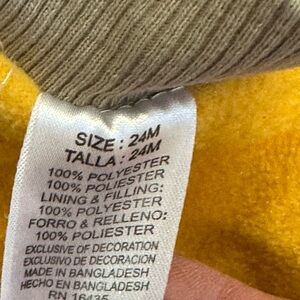 SIZE : 24M
TALLA : 24M
100% POLYESTER
100% POLIESTER
LINING & FILLING:
100% POLYESTER
FORRO & RELLENO:
100% POLIESTER
EXCLUSIVE OF DECORATION
EXCLUSIVO DE DECORACION
MADE IN BANGLADESH
HECHO EN BANGLADESH
RN 16435